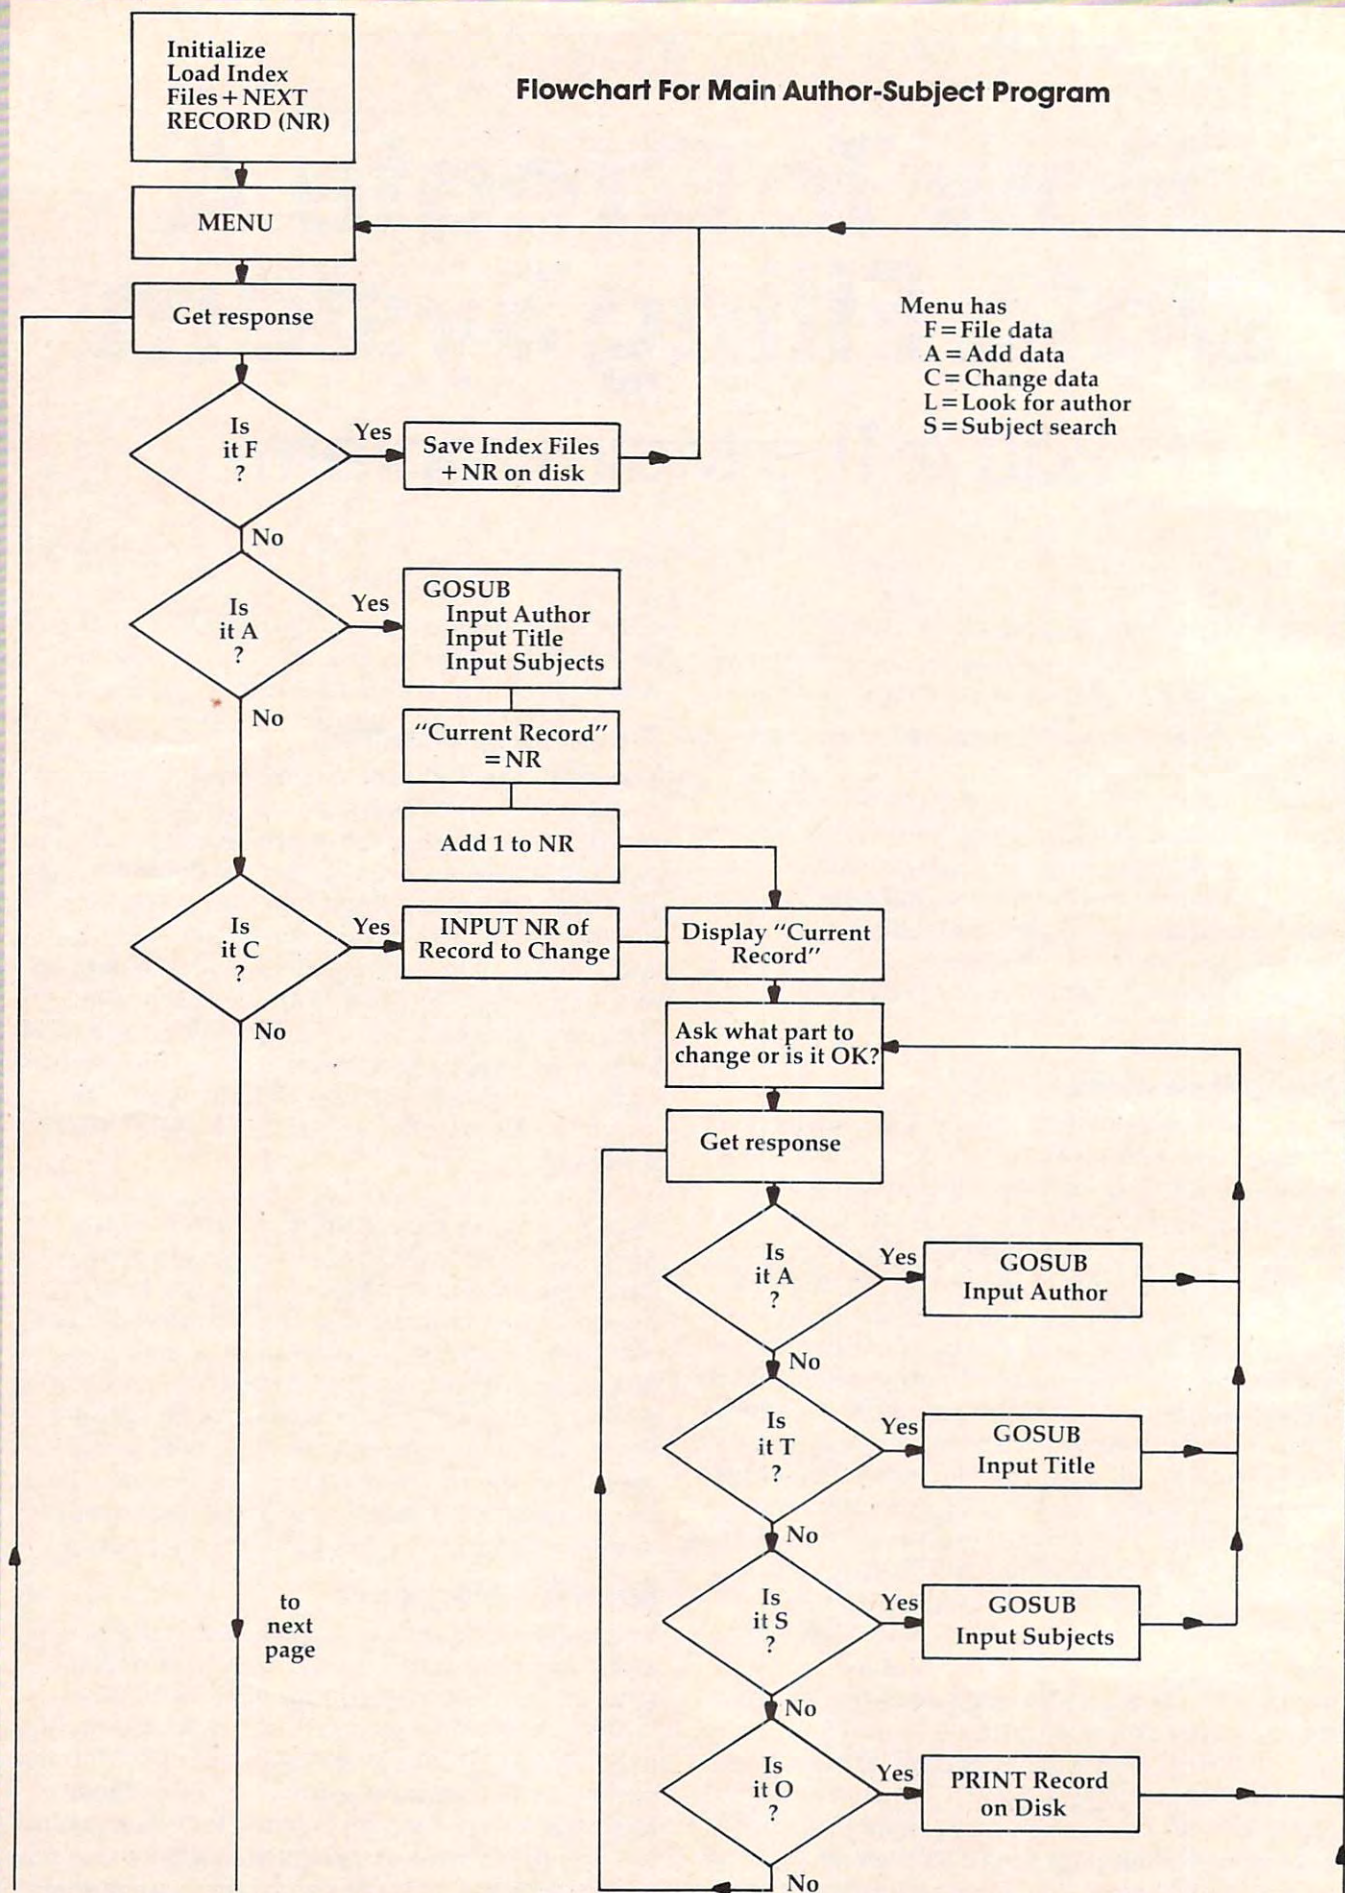 Initialize
Load Index
Files + NEXT
RECORD (NR)
Flowchart For Main Author-Subject Program
MENU
Get response
Menu has
F = File data
A = Add data
C = Change data
L = Look for author
S = Subject search
Is
it F
?
Yes
Save Index Files
+ NR on disk
No
Is
it A
?
Yes
GOSUB
Input Author
Input Title
Input Subjects
No
"Current Record"
= NR
Add 1 to NR
Is
it C
?
Yes
INPUT NR of
Record to Change
Display "Current
Record"
No
Ask what part to
change or is it OK?
Get response
Is
it A
?
Yes
GOSUB
Input Author
No
Is
it T
?
Yes
GOSUB
Input Title
No
Is
it S
?
Yes
GOSUB
Input Subjects
to
next
page
No
Is
it O
?
Yes
PRINT Record
on Disk
No